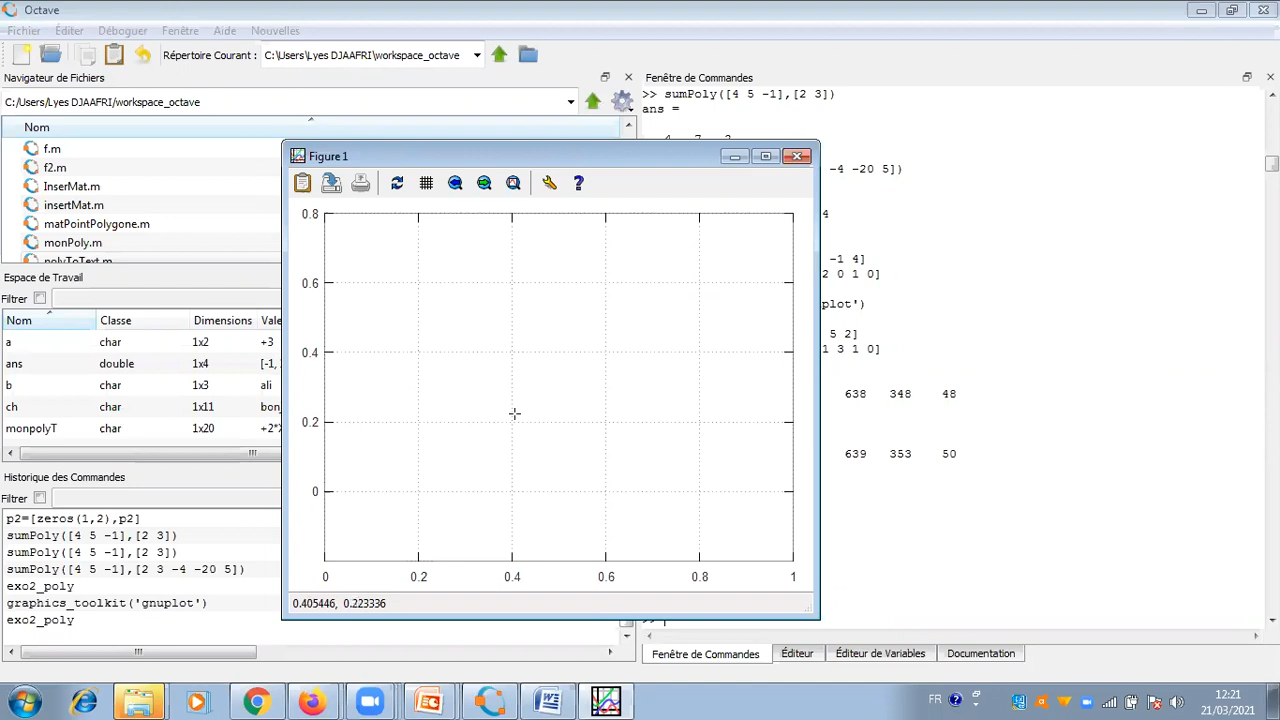 Octave
Fichier Éditer Déboguer Fenêtre Aide Nouvelles
Répertoire Courant : C:\Users\Lyes DJAAFRI\workspace_octave
Navigateur de Fichiers
C:/Users/Lyes DJAAFRI/workspace_octave
Nom
f.m
f2.m
InserMat.m
insertMat.m
matPointPolygone.m
monPoly.m
polyToText.m
Espace de Travail
Filtrer
Nom Classe Dimensions Vale
a char 1x2 +3
ans double 1x4 [-1,
b char 1x3 ali
ch char 1x11 bon
monpolyT char 1x20 +2*
Historique des Commandes
Filtrer
p2=[zeros(1,2),p2]
sumPoly([4 5 -1],[2 3])
sumPoly([4 5 -1],[2 3])
sumPoly([4 5 -1],[2 3 -4 -20 5])
exo2_poly
graphics_toolkit('gnuplot')
exo2_poly
Figure 1
0.8
0.6
0.4
0.2
0
0 0.2 0.4 0.6 0.8 1
0.405446, 0.223336
Fenêtre de Commandes
>> sumPoly([4 5 -1],[2 3])
ans =
-4 -20 5])
4
-1 4]
2 0 1 0]
plot')
5 2]
1 3 1 0]
638 348 48
639 353 50
>>
Fenêtre de Commandes Éditeur Éditeur de Variables Documentation
FR
12:21
21/03/2021